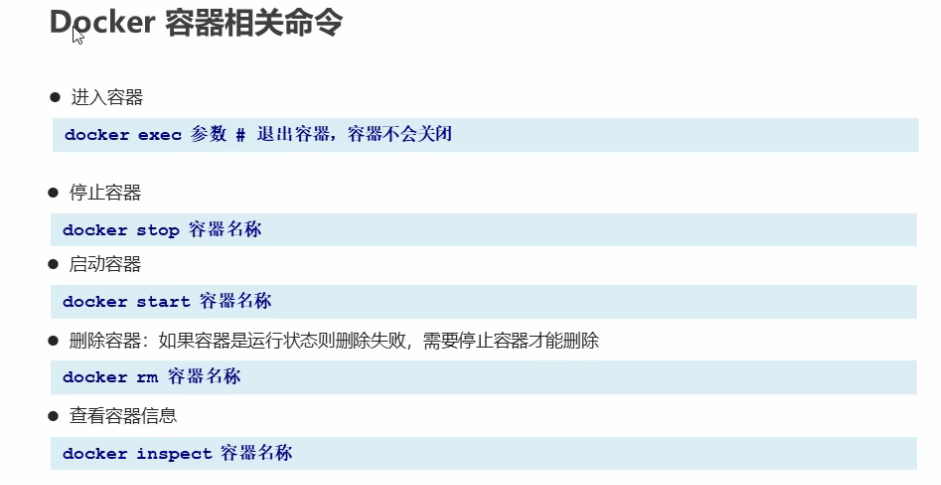 Docker 容器相关命令
● 进入容器
docker exec 参数 # 退出容器，容器不会关闭
● 停止容器
docker stop 容器名称
● 启动容器
docker start 容器名称
● 删除容器：如果容器是运行状态则删除失败，需要停止容器才能删除
docker rm 容器名称
● 查看容器信息
docker inspect 容器名称